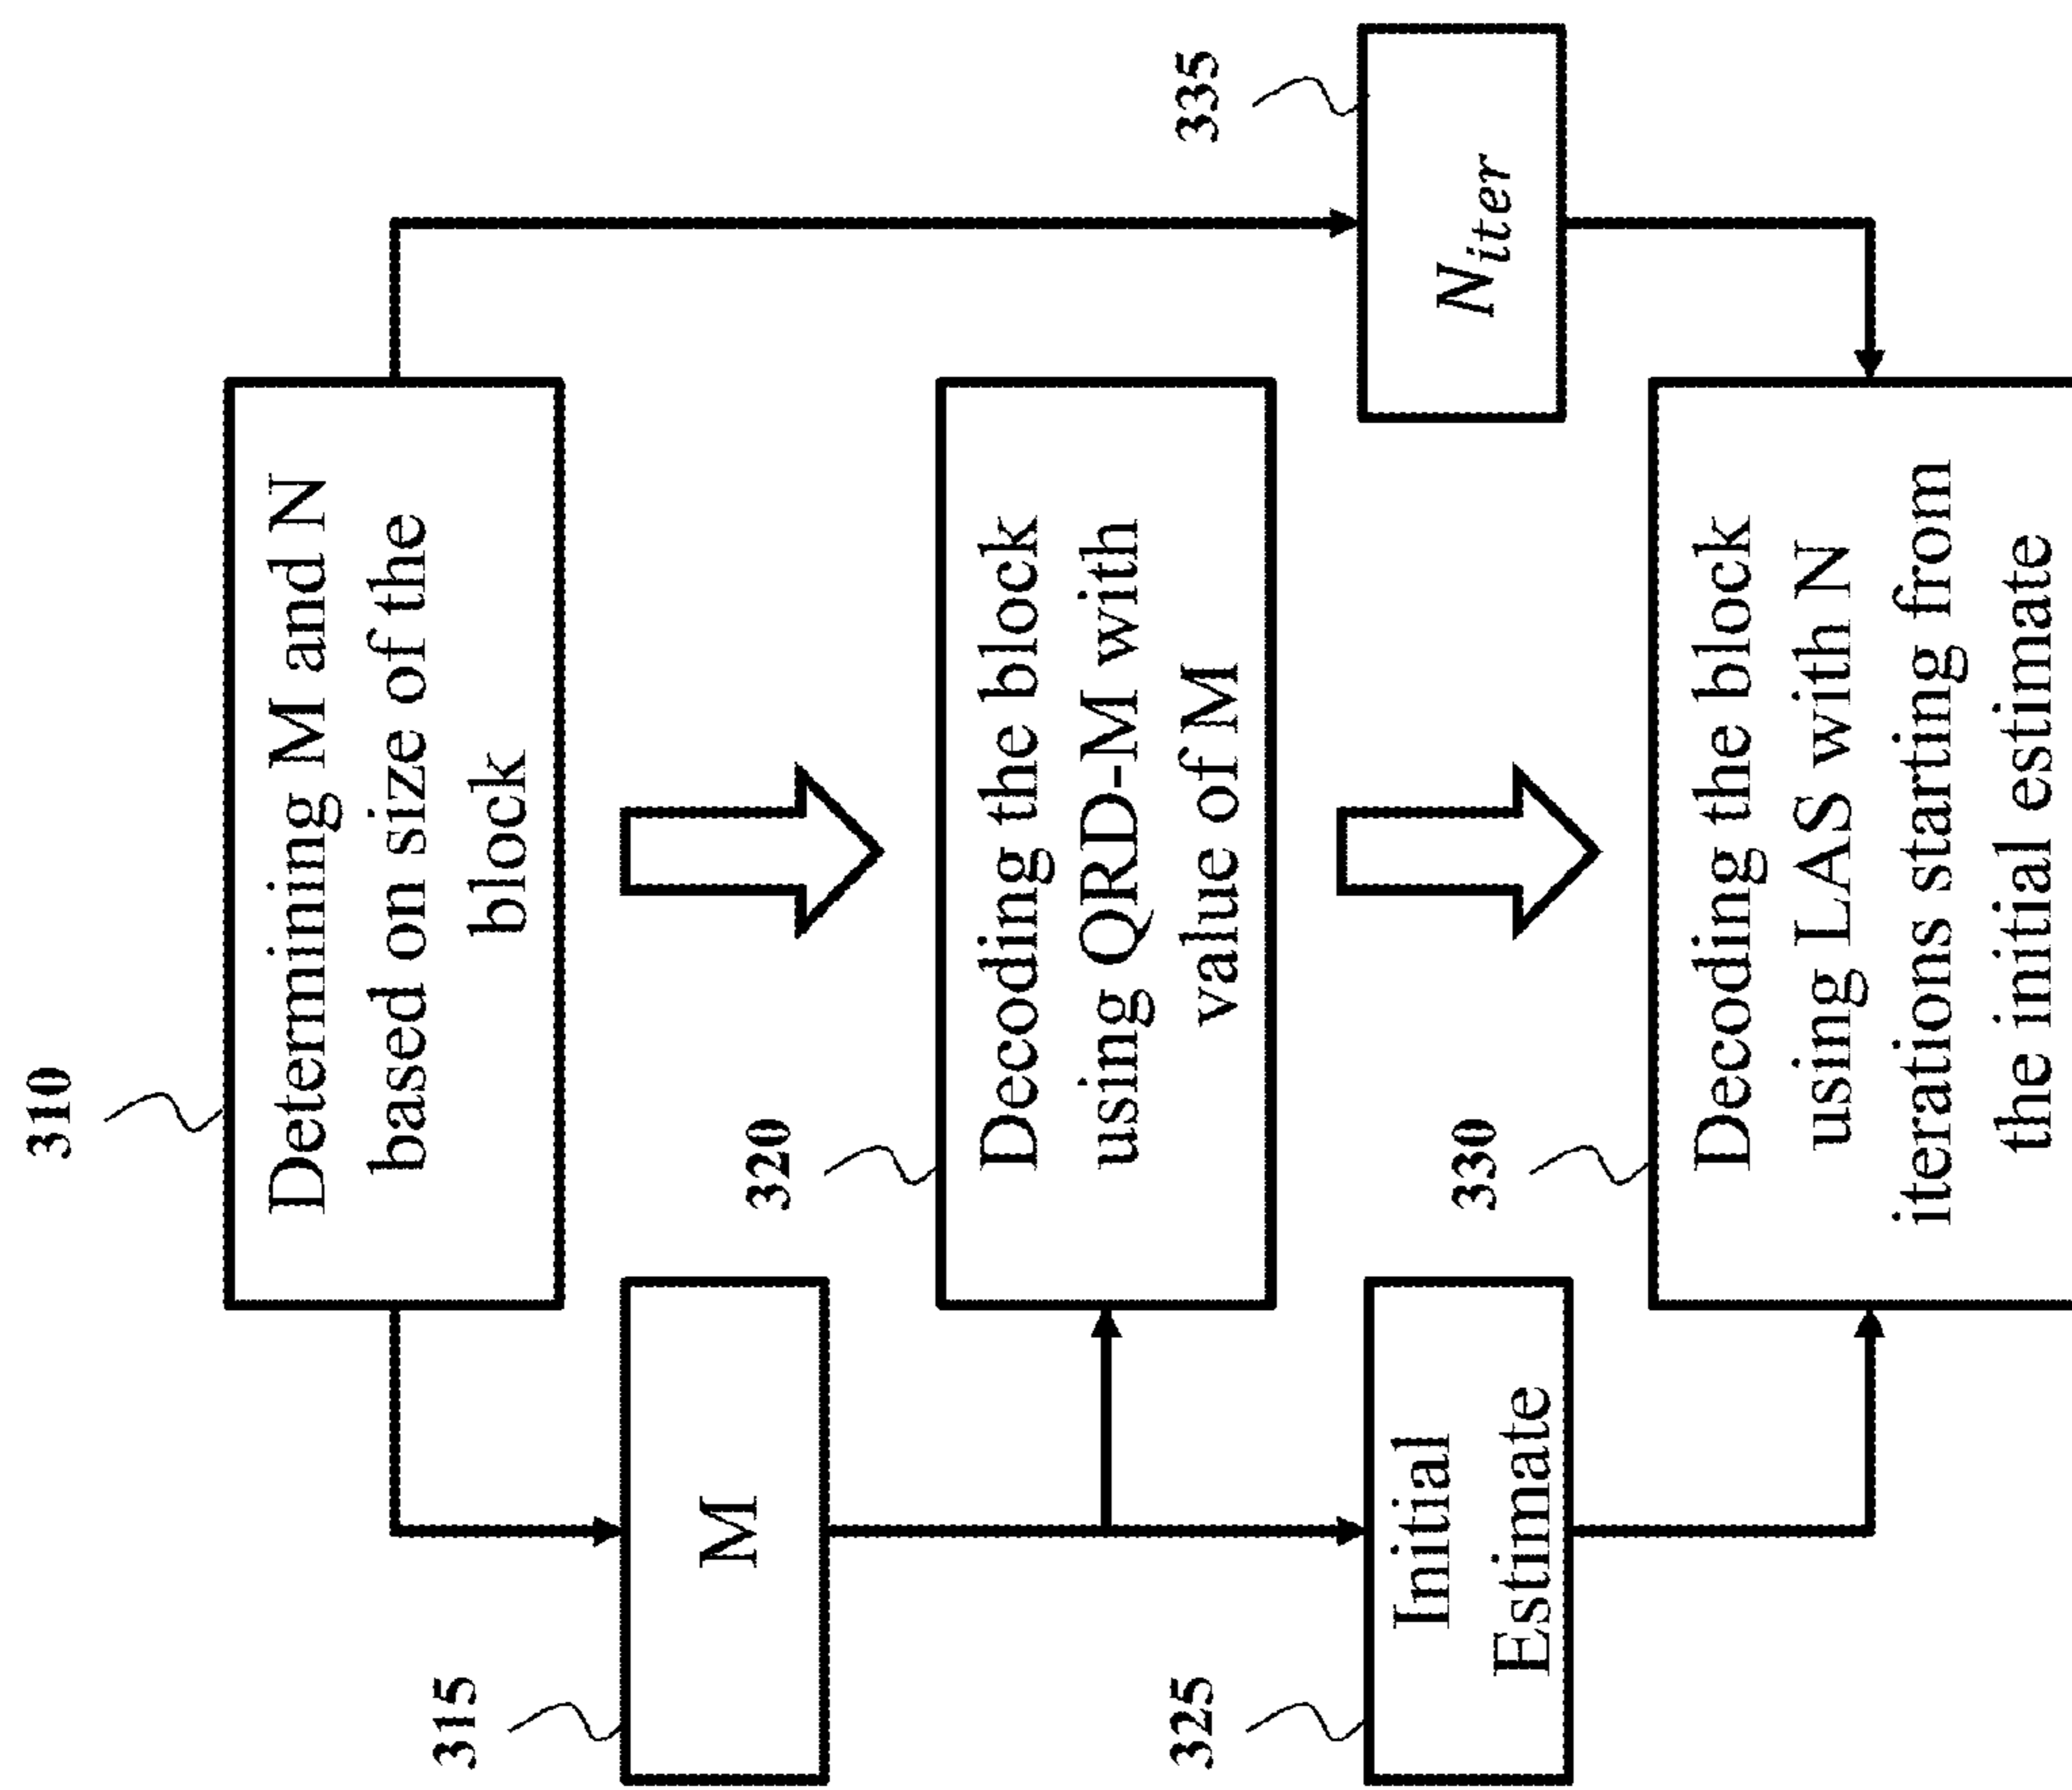 310
Determining M and N
based on size of the
block
315
M
320
Decoding the block
using QRD-M with
value of M
325
Initial
Estimate
335
Niter
330
Decoding the block
using LAS with N
iterations starting from
the initial estimate